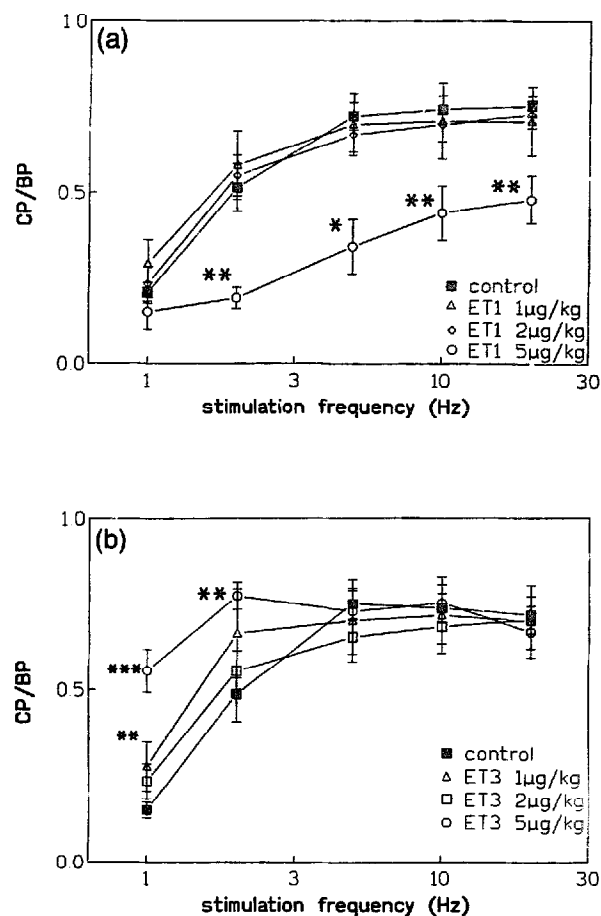 1.0
(a)
CP/BP
0.5
**
*
**
**
control
ET1 1µg/kg
ET1 2µg/kg
ET1 5µg/kg
0.0
1 3 10 30
stimulation frequency (Hz)
1.0
(b)
**
CP/BP
***
0.5
**
control
ET3 1µg/kg
ET3 2µg/kg
ET3 5µg/kg
0.0
1 3 10 30
stimulation frequency (Hz)